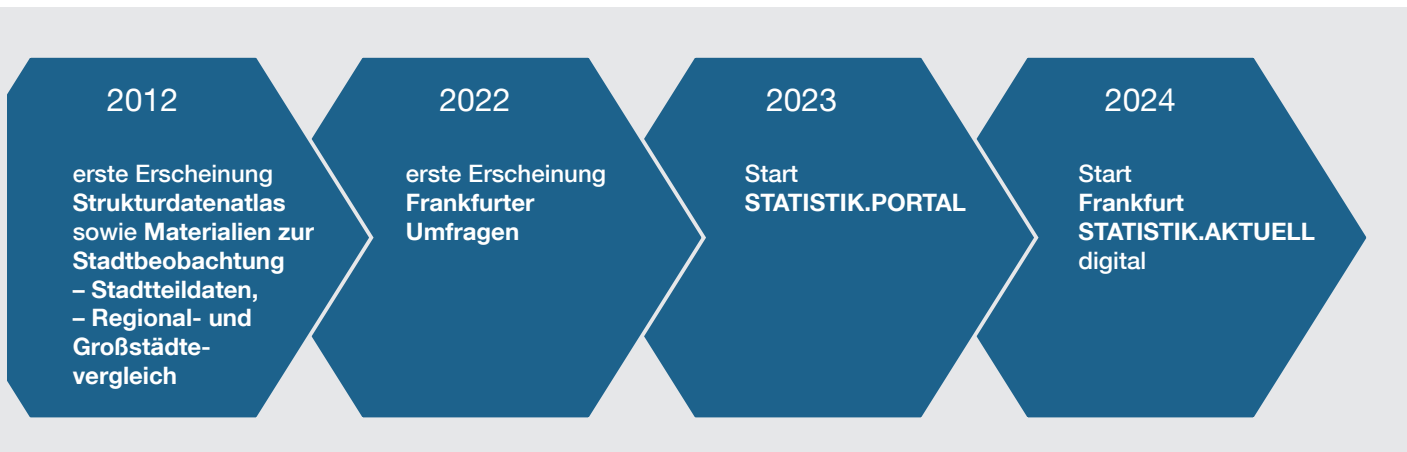 2012
erste Erscheinung
Strukturdatenatlas
sowie Materialien zur
Stadtbeobachtung
– Stadtteildaten,
– Regional- und
Großstädte-
vergleich
2022
erste Erscheinung
Frankfurter
Umfragen
2023
Start
STATISTIK.PORTAL
2024
Start
Frankfurt
STATISTIK.AKTUELL
digital